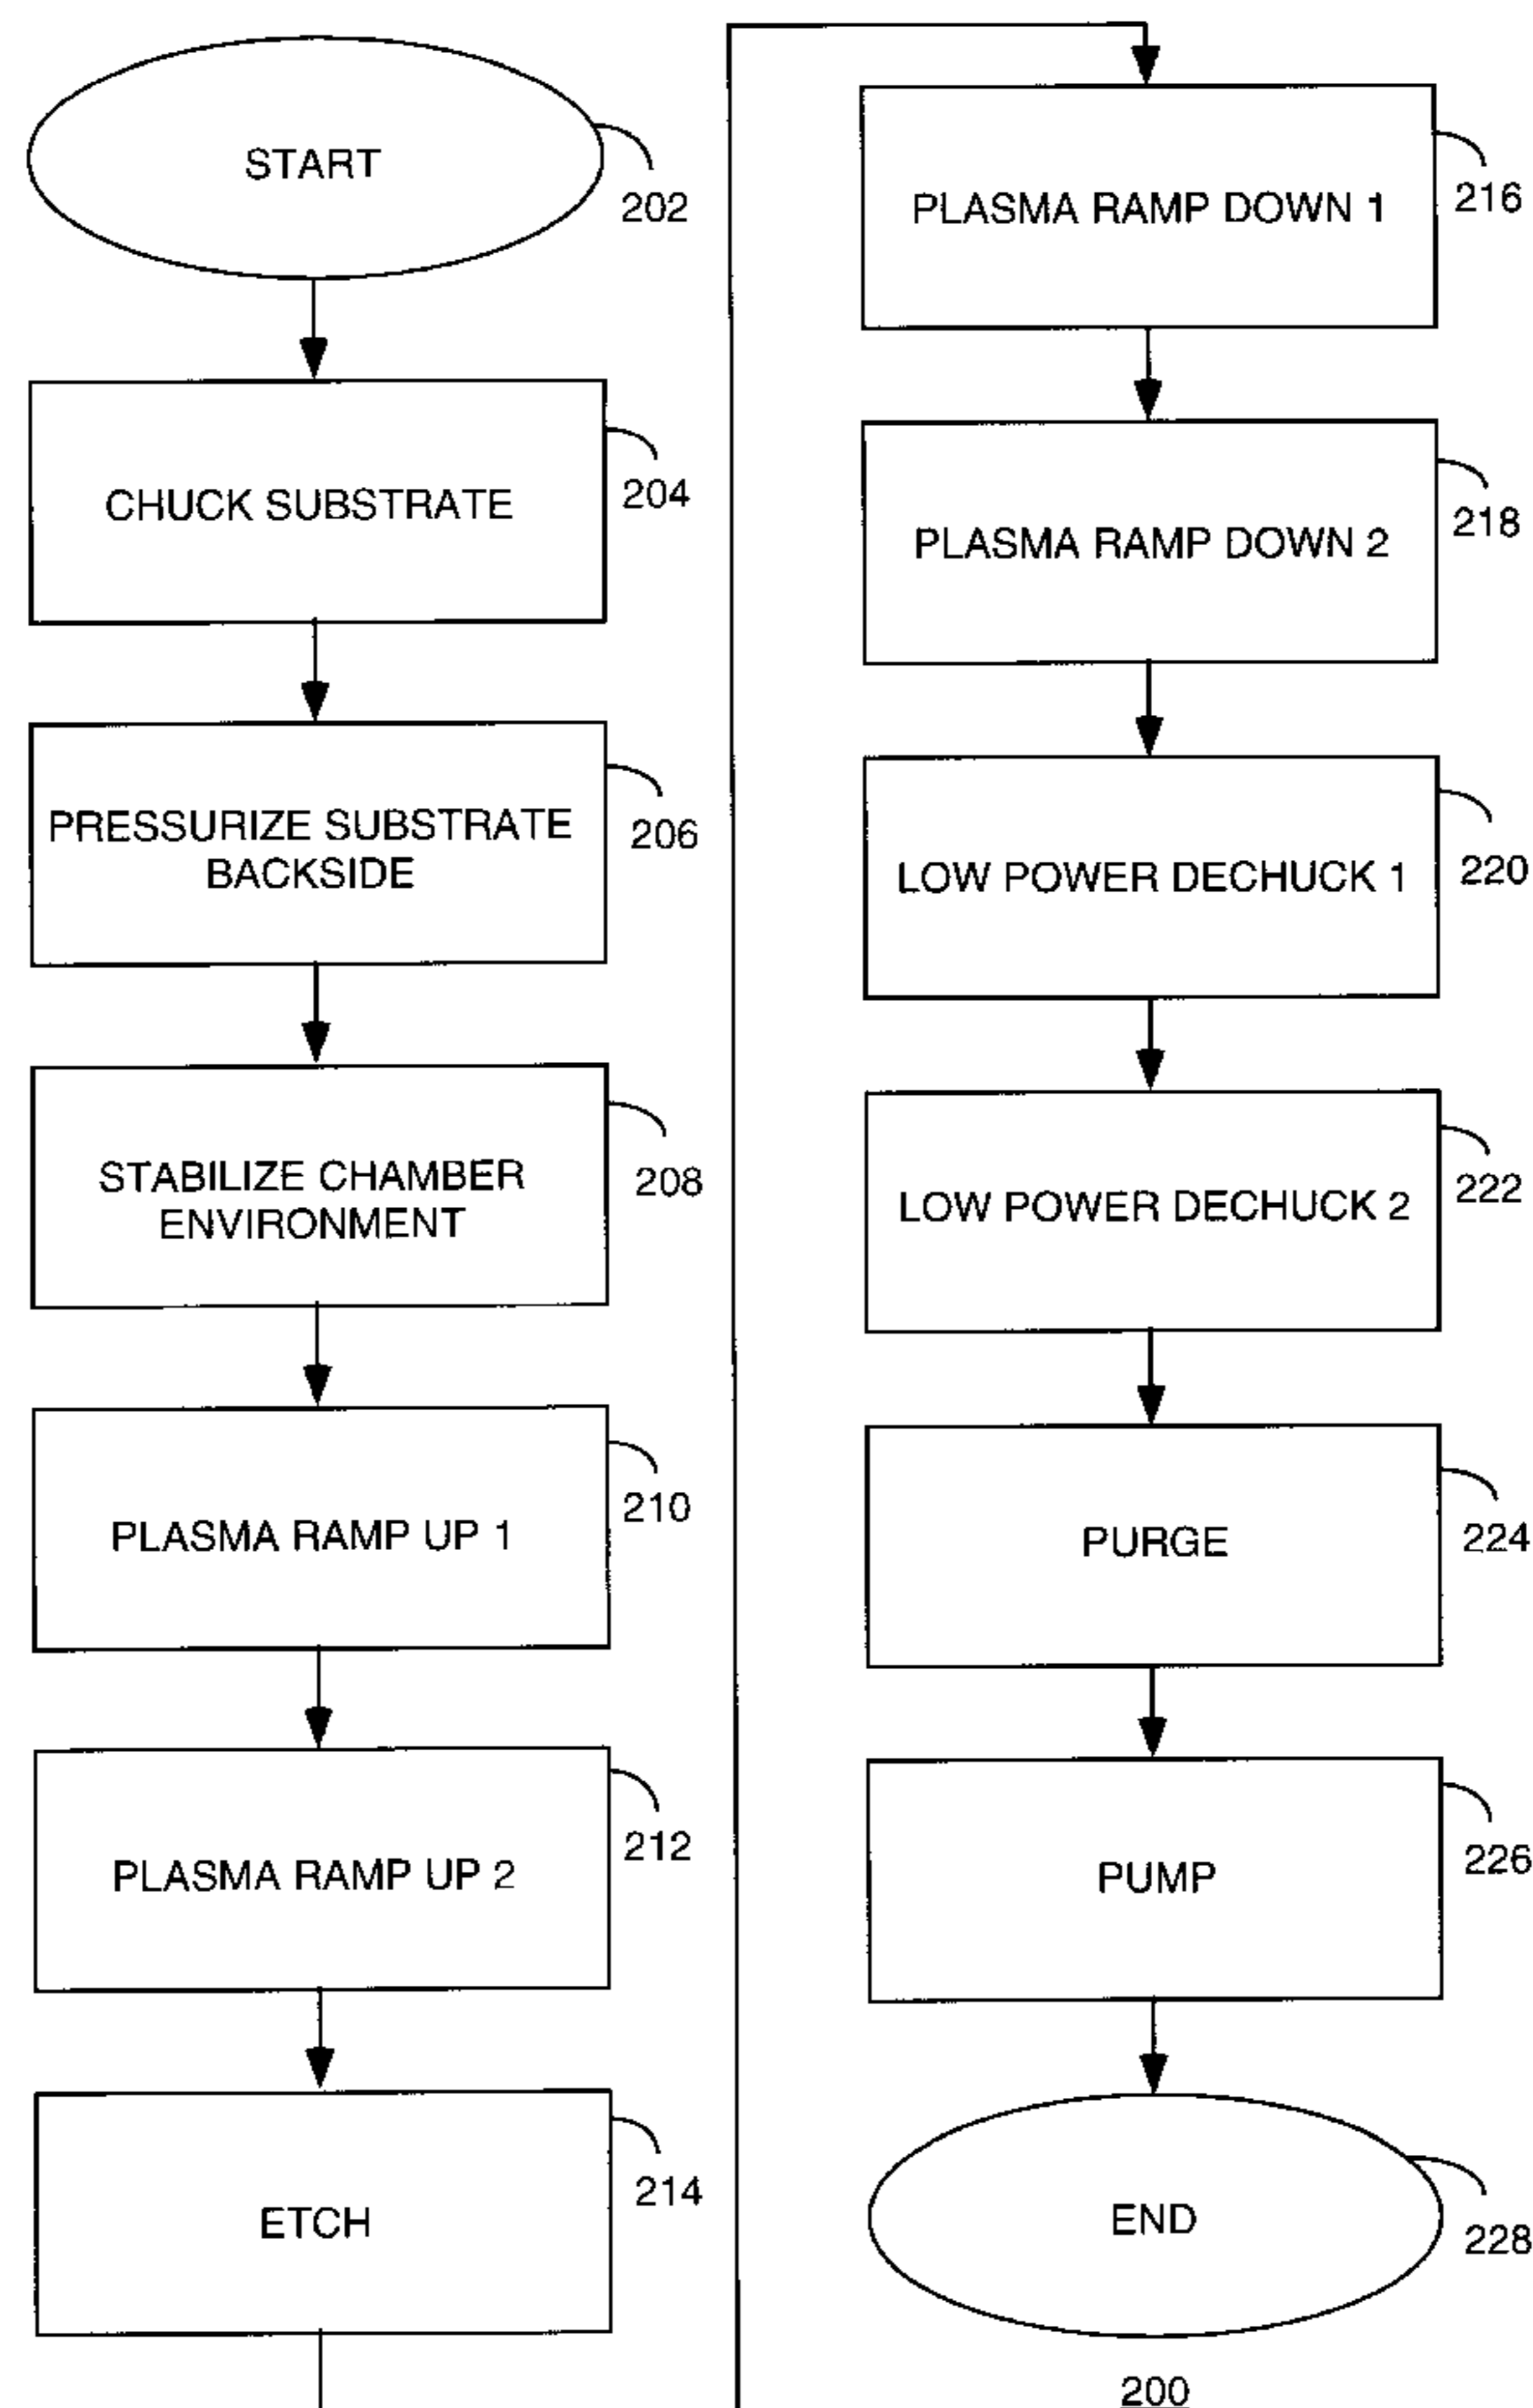 START
202
CHUCK SUBSTRATE
204
PRESSURIZE SUBSTRATE
BACKSIDE
206
STABILIZE CHAMBER
ENVIRONMENT
208
PLASMA RAMP UP 1
210
PLASMA RAMP UP 2
212
ETCH
214
PLASMA RAMP DOWN 1
216
PLASMA RAMP DOWN 2
218
LOW POWER DECHUCK 1
220
LOW POWER DECHUCK 2
222
PURGE
224
PUMP
226
END
228
200